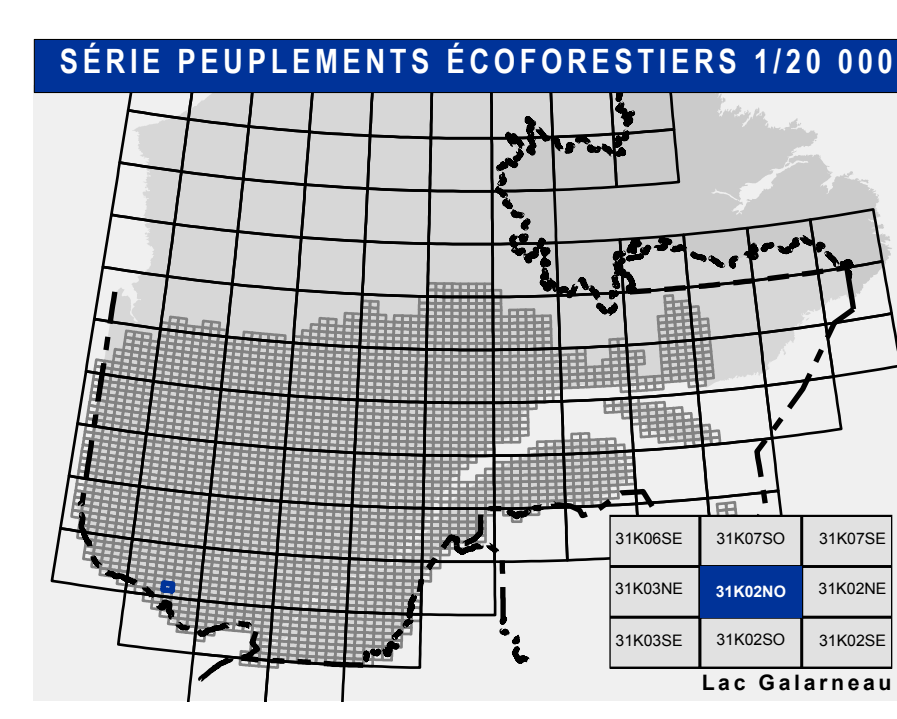 SÉRIE PEUPLEMENTS ÉCOFORESTIERS 1/20 000
31K06SE 31K07SO 31K07SE
31K03NE 31K02NO 31K02NE
31K03SE 31K02SO 31K02SE
Lac Galarneau